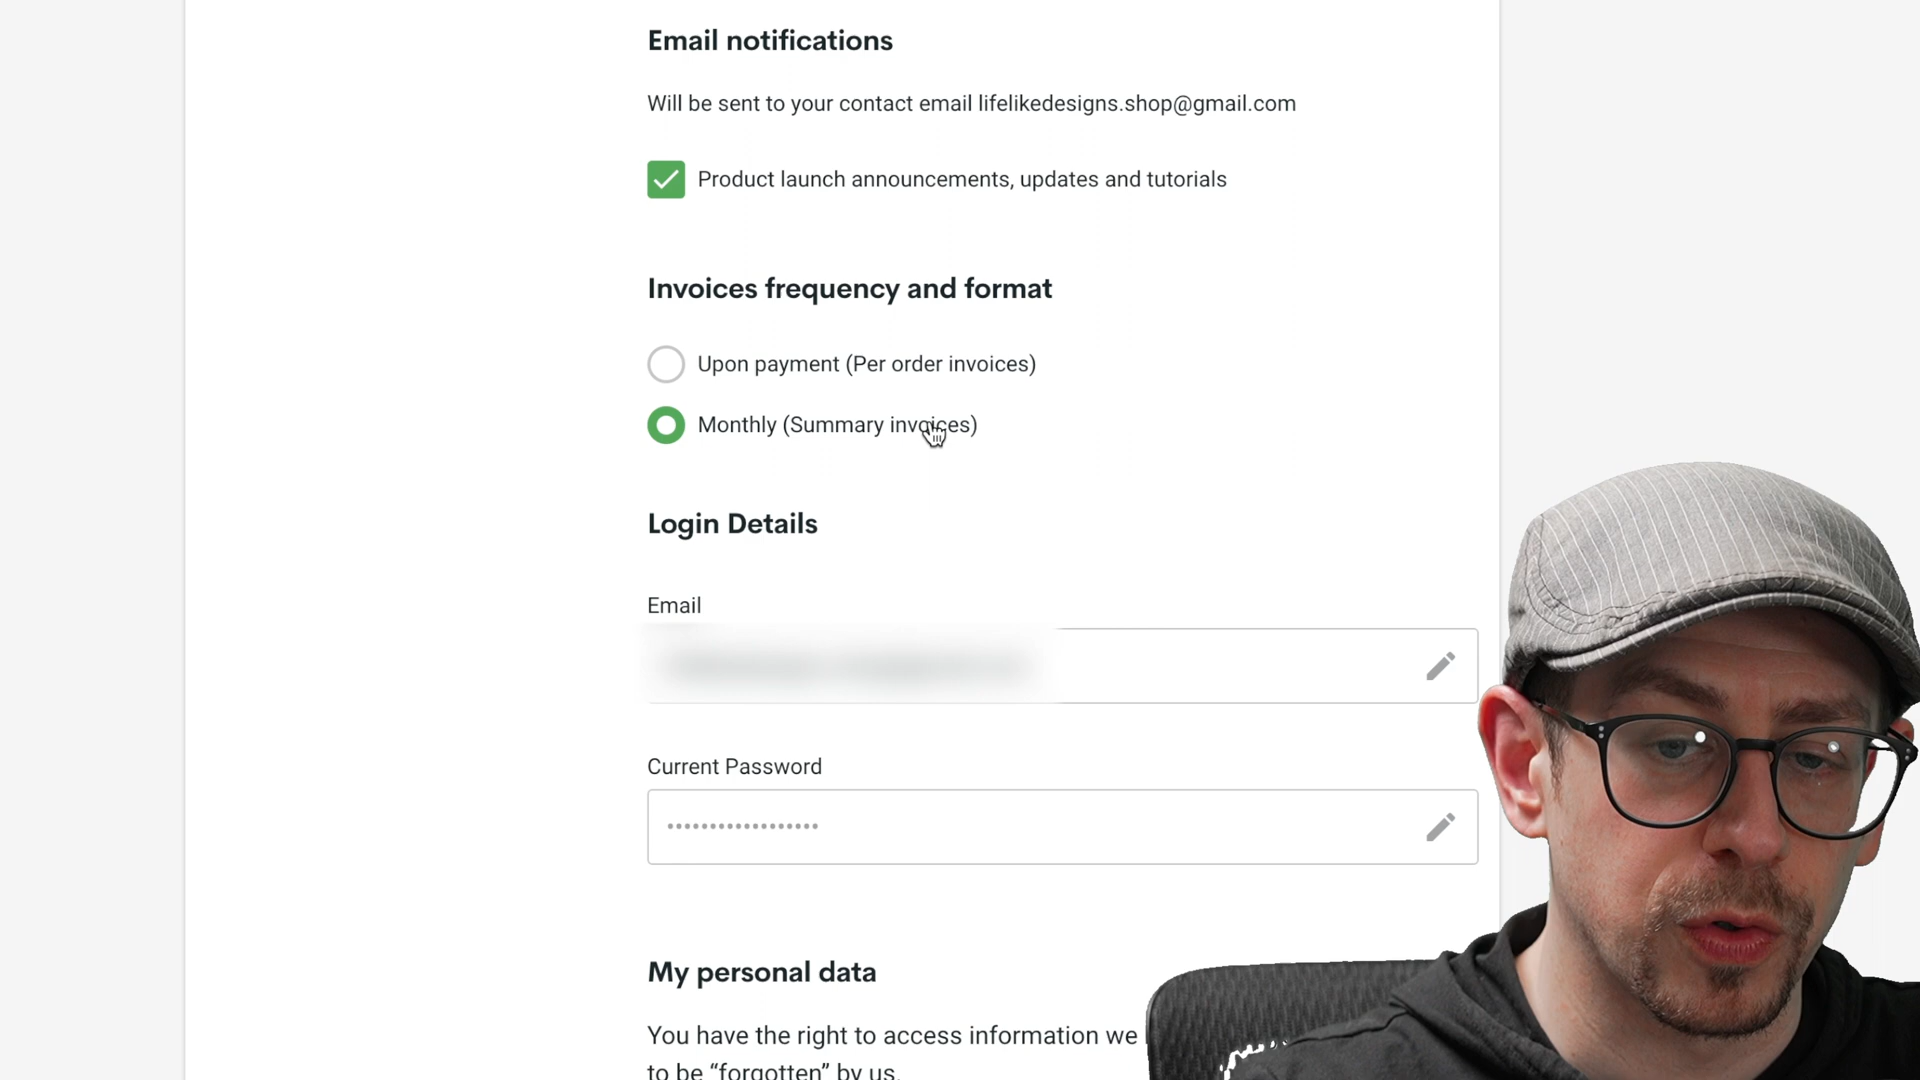 Email notifications
Will be sent to your contact email lifelikedesigns.shop@gmail.com
Product launch announcements, updates and tutorials
Invoices frequency and format
Upon payment (Per order invoices)
Monthly (Summary invoices)
Login Details
Email
Current Password
My personal data
You have the right to access information we
to be “forgotten” by us.